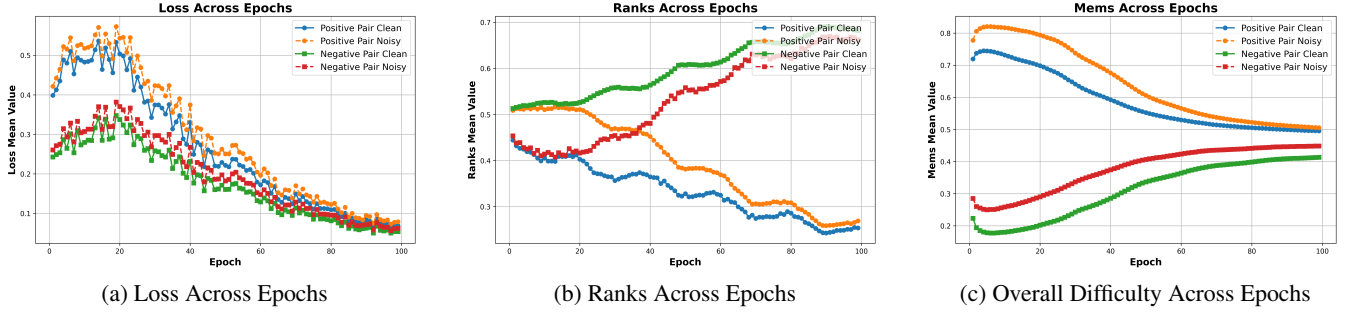 Loss Across Epochs
Loss Mean Value
0.5
0.4
0.3
0.2
0.1
Positive Pair Clean
Positive Pair Noisy
Negative Pair Clean
Negative Pair Noisy
0 20 40 60 80 100
Epoch
(a) Loss Across Epochs
Ranks Across Epochs
Ranks Mean Value
0.7
0.6
0.5
0.4
0.3
Positive Pair Clean
Positive Pair Noisy
Negative Pair Clean
Negative Pair Noisy
0 20 40 60 80 100
Epoch
(b) Ranks Across Epochs
Mems Across Epochs
Mems Mean Value
0.8
0.7
0.6
0.5
0.4
0.3
0.2
Positive Pair Clean
Positive Pair Noisy
Negative Pair Clean
Negative Pair Noisy
0 20 40 60 80 100
Epoch
(c) Overall Difficulty Across Epochs